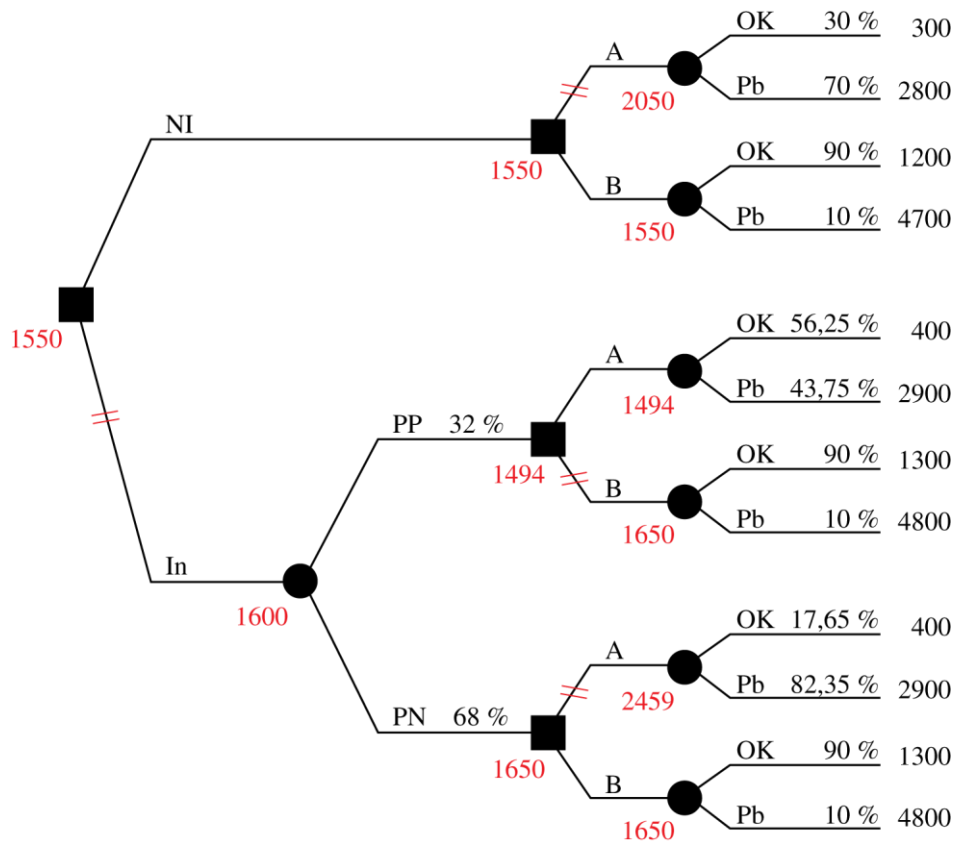 OK 30 % 300
A
2050
Pb 70 % 2800
NI
1550
OK 90 % 1200
B
1550
Pb 10 % 4700
1550
OK 56,25 % 400
A
1494
Pb 43,75 % 2900
PP 32 %
1494
OK 90 % 1300
B
1650
Pb 10 % 4800
In
1600
OK 17,65 % 400
A
2459
Pb 82,35 % 2900
PN 68 %
1650
OK 90 % 1300
B
1650
Pb 10 % 4800